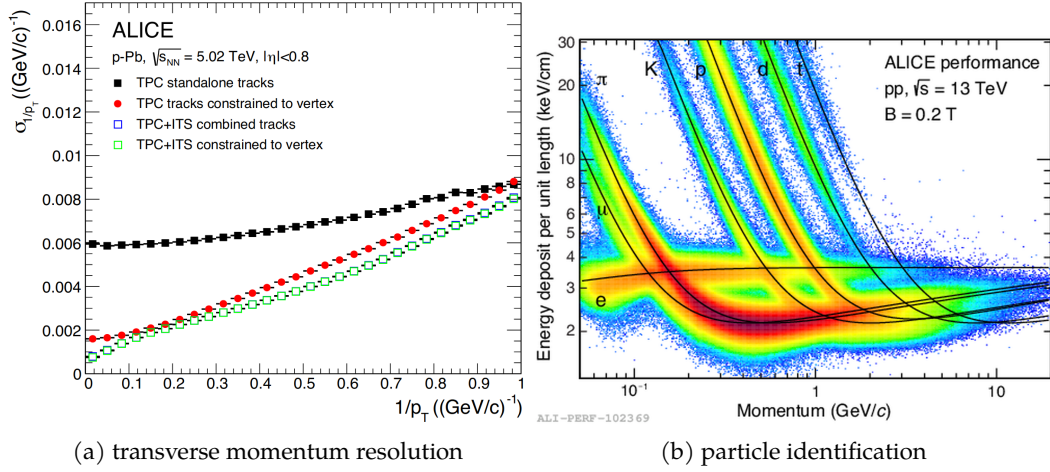 0.016
0.014
0.012
0.01
0.008
0.006
0.004
0.002
0
σ1/pT ((GeV/c)-1)
ALICE
p-Pb, √sNN = 5.02 TeV, |η|<0.8
TPC standalone tracks
TPC tracks constrained to vertex
TPC+ITS combined tracks
TPC+ITS constrained to vertex
0 0.1 0.2 0.3 0.4 0.5 0.6 0.7 0.8 0.9 1
1/pT ((GeV/c)-1)
(a) transverse momentum resolution
Energy deposit per unit length (keV/cm)
30
20
10
6
5
4
3
2
π
K
p
d
t
μ
e
ALICE performance
pp, √s = 13 TeV
B = 0.2 T
10−1 1 10
Momentum (GeV/c)
ALI-PERF-102369
(b) particle identification